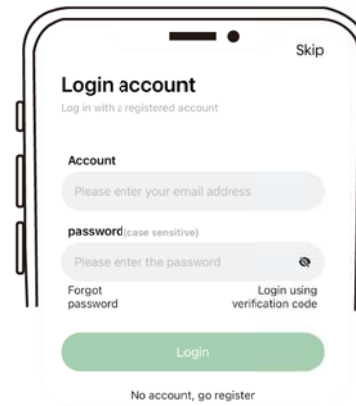 Skip
Login account
Log in with a registered account
Account
Please enter your email address
password(case sensitive)
Please enter the password
Forgot password
Login using verification code
Login
No account, go register